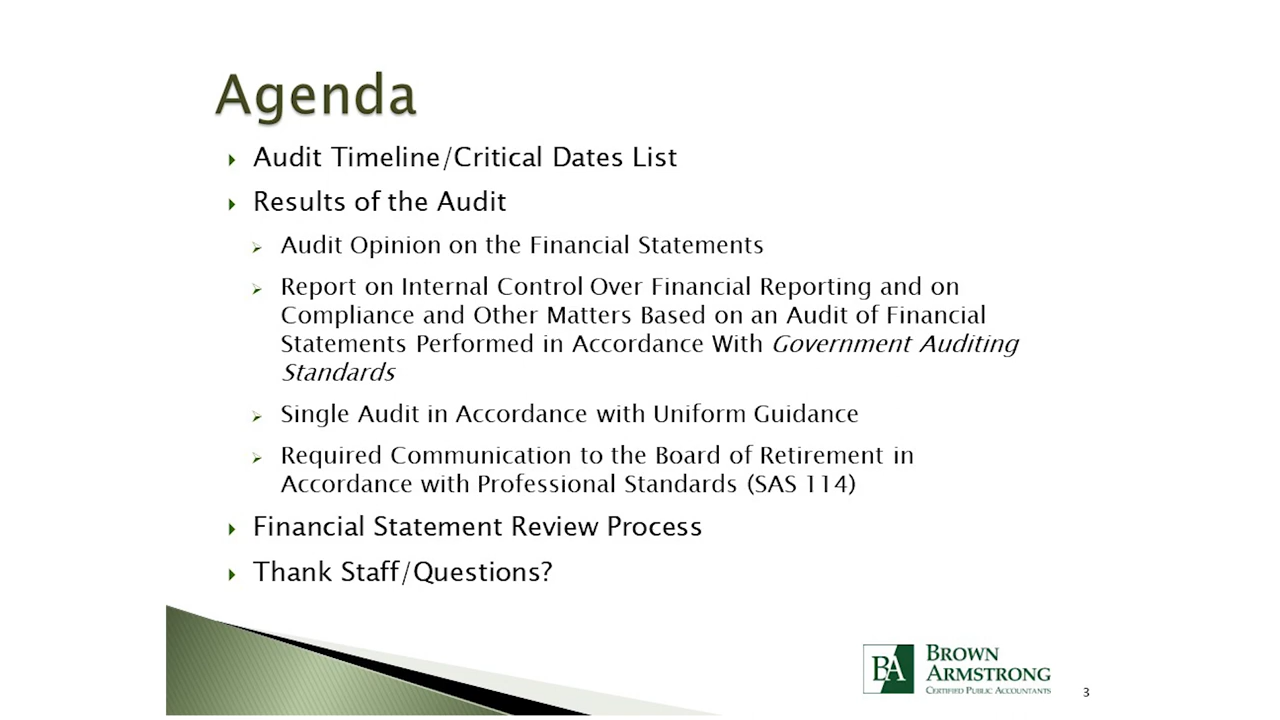 Agenda
Audit Timeline/Critical Dates List
Results of the Audit
Audit Opinion on the Financial Statements
Report on Internal Control Over Financial Reporting and on
Compliance and Other Matters Based on an Audit of Financial
Statements Performed in Accordance With Government Auditing
Standards
Single Audit in Accordance with Uniform Guidance
Required Communication to the Board of Retirement in
Accordance with Professional Standards (SAS 114)
Financial Statement Review Process
Thank Staff/Questions?
BA
BROWN
ARMSTRONG
CERTIFIED PUBLIC ACCOUNTANTS
3